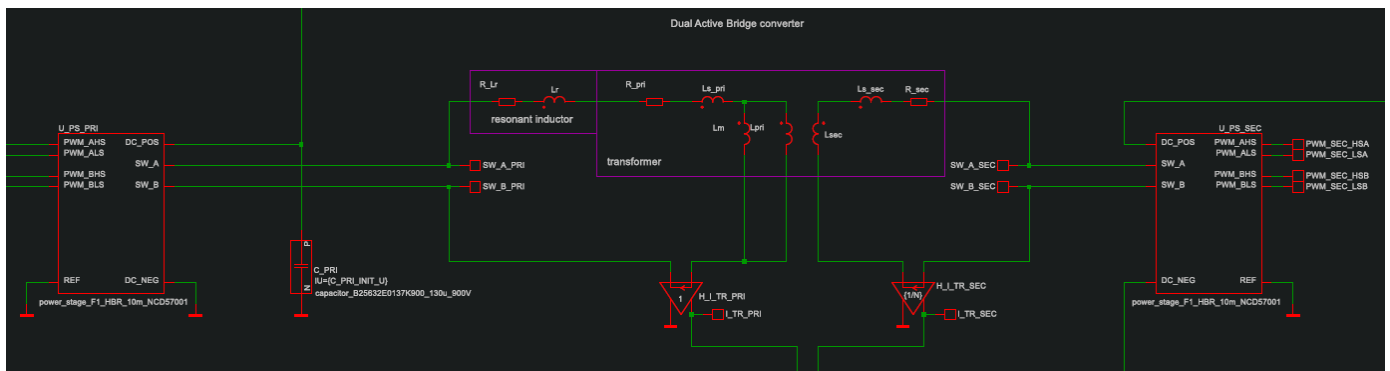 Dual Active Bridge converter
R_Lr
Lr
R_pri
Ls_pri
Ls_sec
R_sec
resonant inductor
Lm
Lpri
Lsec
transformer
U_PS_PRI
PWM_AHS
PWM_ALS
PWM_BHS
PWM_BLS
DC_POS
SW_A
SW_B
REF
DC_NEG
power_stage_F1_HBR_10m_NCD57001
SW_A_PRI
SW_B_PRI
P
N
C_PRI
IU={C_PRI_INIT_U}
capacitor_B25632E0137K900_130u_900V
1
H_I_TR_PRI
I_TR_PRI
{1/N}
H_I_TR_SEC
I_TR_SEC
SW_A_SEC
SW_B_SEC
U_PS_SEC
DC_POS
SW_A
SW_B
PWM_AHS
PWM_ALS
PWM_BHS
PWM_BLS
PWM_SEC_HSA
PWM_SEC_LSA
PWM_SEC_HSB
PWM_SEC_LSB
DC_NEG
REF
power_stage_F1_HBR_10m_NCD57001